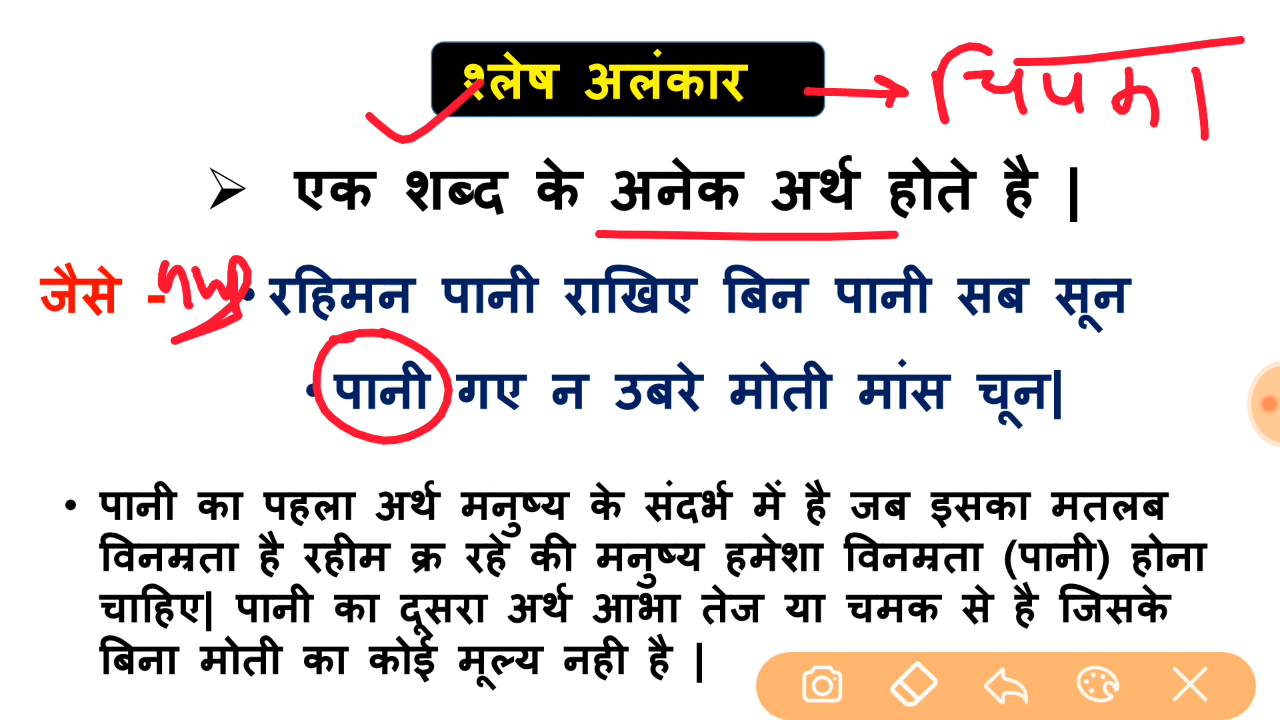 श्लेष अलंकार
चिपका
एक शब्द के अनेक अर्थ होते है |
जैसे - रहिमन पानी राखिए बिन पानी सब सून
पानी गए न उबरे मोती मांस चून|
पानी का पहला अर्थ मनुष्य के संदर्भ में है जब इसका मतलब
विनम्रता है रहीम क्र रहे की मनुष्य हमेशा विनम्रता (पानी) होना
चाहिए| पानी का दूसरा अर्थ आभा तेज या चमक से है जिसके
बिना मोती का कोई मूल्य नही है |